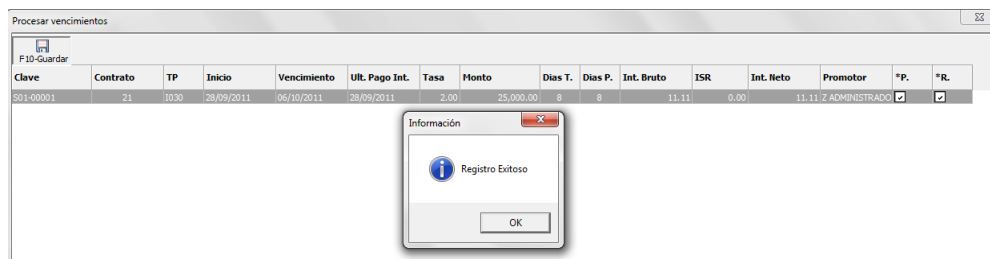 Procesar vencimientos
F10-Guardar
Clave Contrato TP Inicio Vencimiento Ult. Pago Int. Tasa Monto Dias T. Dias P. Int. Bruto ISR Int. Neto Promotor *P. *R.
S01-00001 21 I030 28/09/2011 06/10/2011 28/09/2011 2.00 25,000.00 8 8 11.11 0.00 11.11 Z ADMINISTRADO
Información
Registro Exitoso
OK